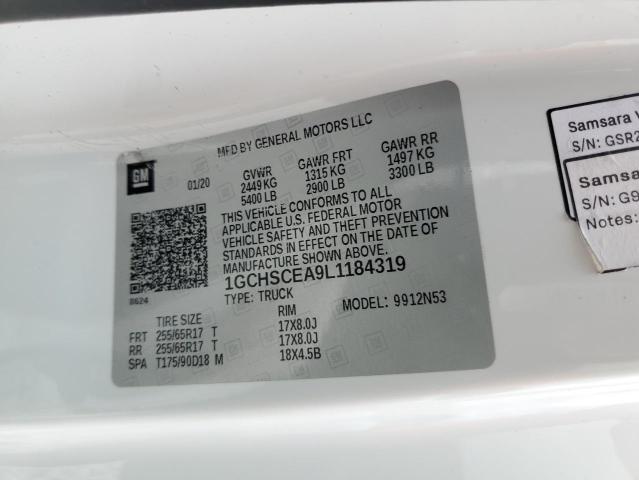 MFD BY GENERAL MOTORS LLC
GM
01/20
GVWR
2449 KG
5400 LB
GAWR FRT
1315 KG
2900 LB
GAWR RR
1497 KG
3300 LB
THIS VEHICLE CONFORMS TO ALL
APPLICABLE U.S. FEDERAL MOTOR
VEHICLE SAFETY AND THEFT PREVENTION
STANDARDS IN EFFECT ON THE DATE OF
MANUFACTURE SHOWN ABOVE.
1GCHSCEA9L1184319
TYPE: TRUCK
MODEL: 9912N53
8624
TIRE SIZE RIM
FRT 255/65R17 T 17X8.0J
RR 255/65R17 T 17X8.0J
SPA T175/90D18 M 18X4.5B
Samsara V
S/N: GSR2
Samsa
S/N: G9
Notes: